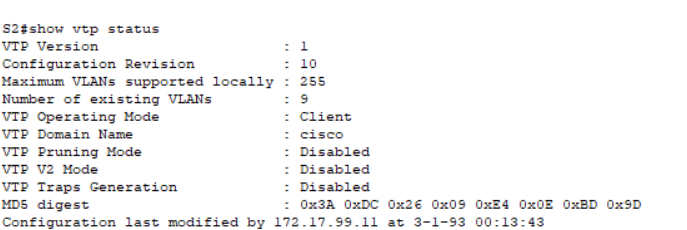 S2#show vtp status
VTP Version                     : 1
Configuration Revision          : 10
Maximum VLANs supported locally : 255
Number of existing VLANs        : 9
VTP Operating Mode              : Client
VTP Domain Name                 : cisco
VTP Pruning Mode                : Disabled
VTP V2 Mode                     : Disabled
VTP Traps Generation            : Disabled
MD5 digest                      : 0x3A 0xDC 0x26 0x09 0xE4 0x0E 0xBD 0x9D
Configuration last modified by 172.17.99.11 at 3-1-93 00:13:43